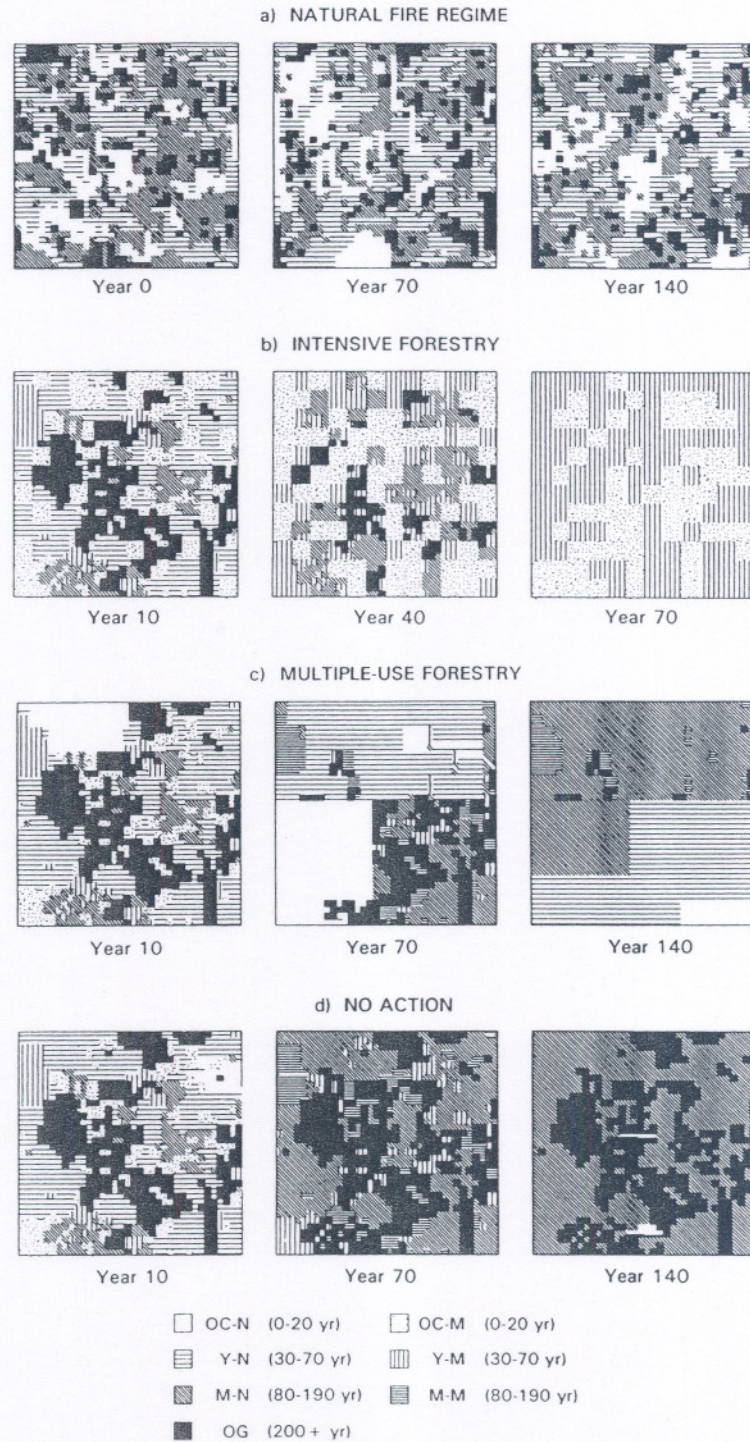 a) NATURAL FIRE REGIME
Year 0 Year 70 Year 140
b) INTENSIVE FORESTRY
Year 10 Year 40 Year 70
c) MULTIPLE-USE FORESTRY
Year 10 Year 70 Year 140
d) NO ACTION
Year 10 Year 70 Year 140
OC-N (0-20 yr) OC-M (0-20 yr)
Y-N (30-70 yr) Y-M (30-70 yr)
M-N (80-190 yr) M-M (80-190 yr)
OG (200 + yr)